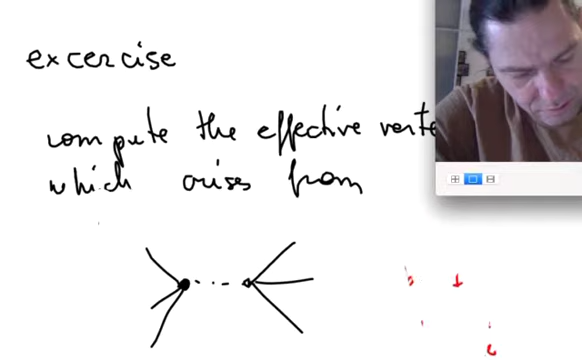 excercise
compute the effective verte
which arises from